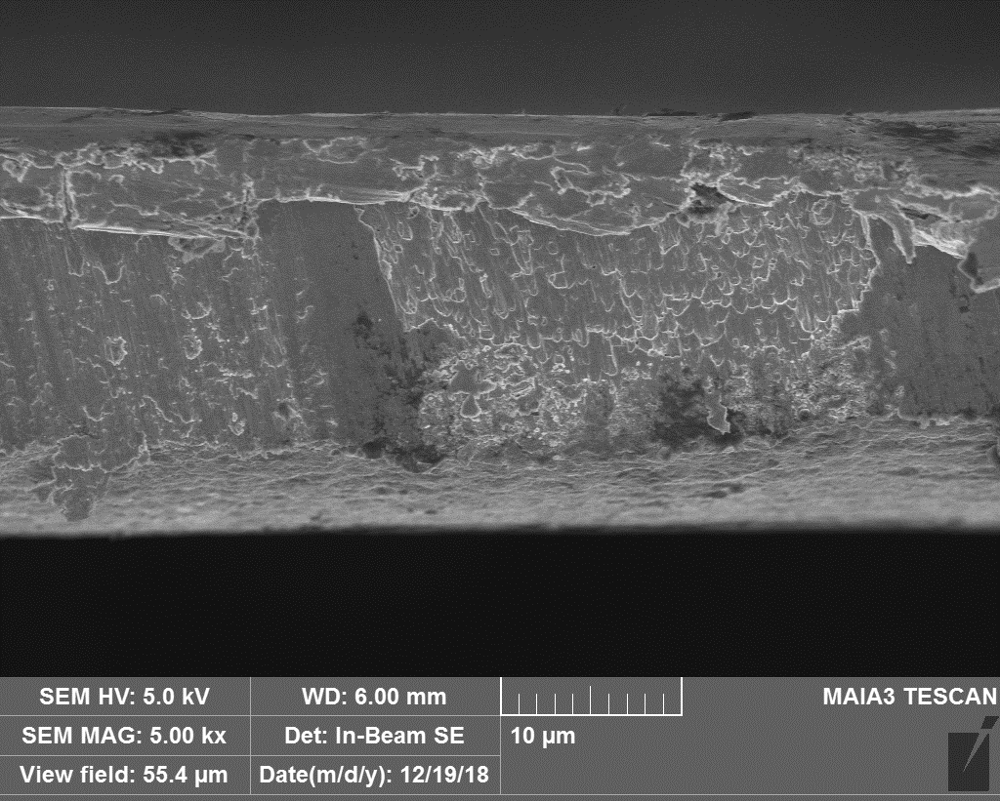 SEM HV: 5.0 kV
WD: 6.00 mm
MAIA3 TESCAN
SEM MAG: 5.00 kx
Det: In-Beam SE
10 µm
View field: 55.4 µm
Date(m/d/y): 12/19/18